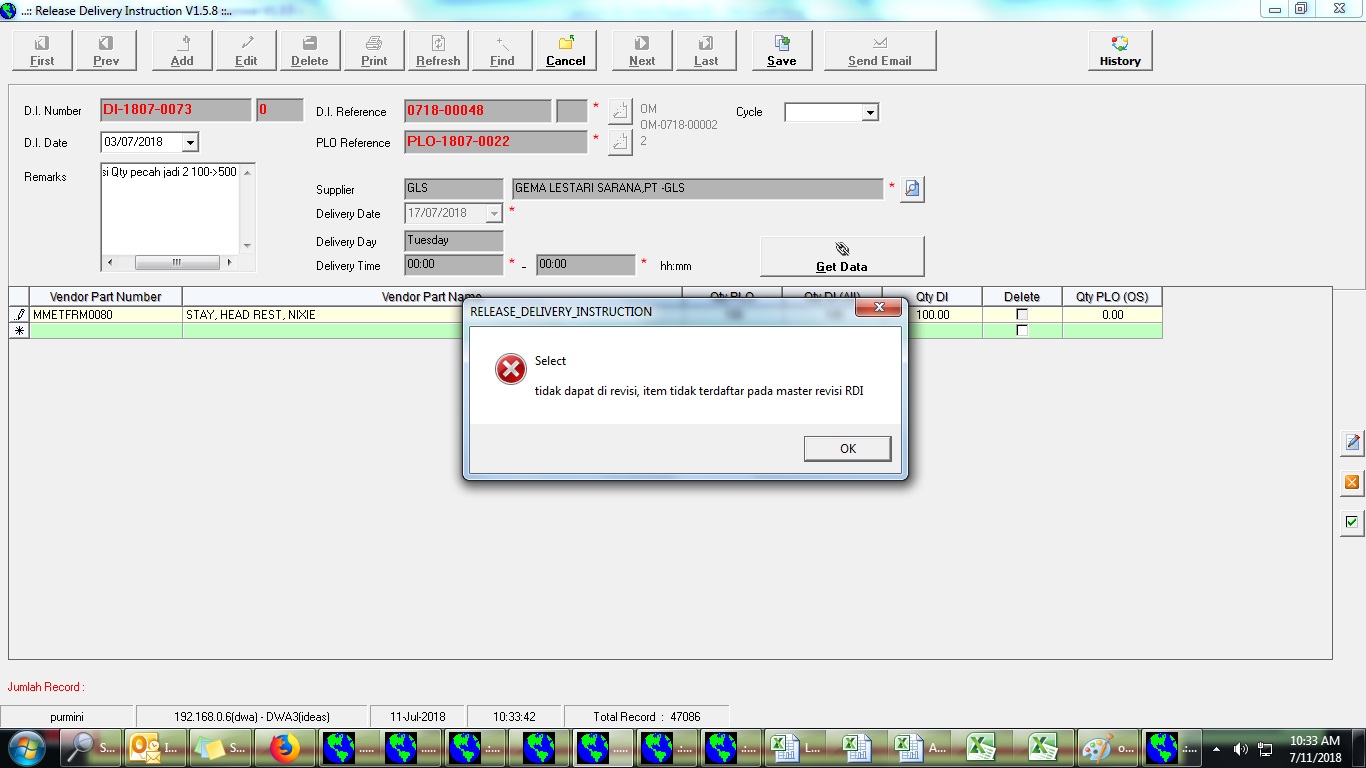 ..:: Release Delivery Instruction V1.5.8 ::..
First Prev Add Edit Delete Print Refresh Find Cancel Next Last Save Send Email History
D.I. Number DI-1807-0073 0 D.I. Reference 0718-00048 * OM Cycle
OM-0718-00002
D.I. Date 03/07/2018 PLO Reference PLO-1807-0022 * 2
Remarks si Qty pecah jadi 2 100->500
Supplier GLS GEMA LESTARI SARANA,PT -GLS *
Delivery Date 17/07/2018 *
Delivery Day Tuesday
Delivery Time 00:00 * - 00:00 * hh:mm
Get Data
Vendor Part Number Vendor Part Name Qty PLO Qty DI (All) Qty DI Delete Qty PLO (OS)
MMETFRM0080 STAY, HEAD REST, NIXIE 100.00 0.00
RELEASE_DELIVERY_INSTRUCTION
Select
tidak dapat di revisi, item tidak terdaftar pada master revisi RDI
OK
Jumlah Record :
purmini 192.168.0.6(dwa) - DWA3(ideas) 11-Jul-2018 10:33:42 Total Record : 47086
S... I... S... ..... ..... .:... ..... .:... .:... L... A... o... .:...
10:33 AM
7/11/2018